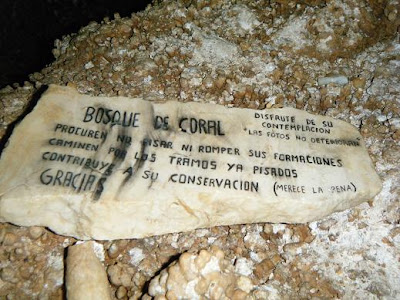 BOSQUE DE CORAL
PROCUREN NO PISAR NI ROMPER SUS FORMACIONES
CAMINEN POR LOS TRAMOS YA PISADOS
CONTRIBUYE A SU CONSERVACION (MERECE LA PENA)
GRACIAS
DISFRUTE DE SU
CONTEMPLACION
"LAS FOTOS NO DETERIORAN